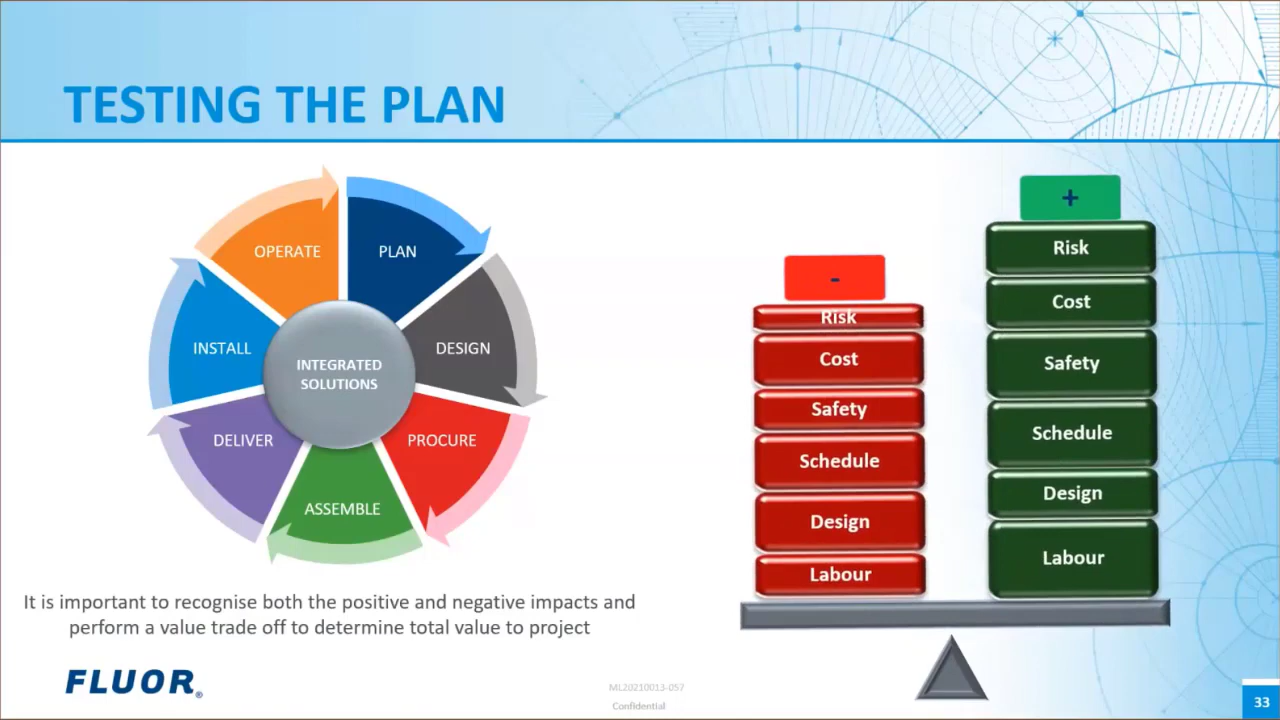 TESTING THE PLAN
OPERATE
PLAN
INSTALL
DESIGN
INTEGRATED
SOLUTIONS
DELIVER
PROCURE
ASSEMBLE
It is important to recognise both the positive and negative impacts and
perform a value trade off to determine total value to project
-
Risk
Cost
Safety
Schedule
Design
Labour
+
Risk
Cost
Safety
Schedule
Design
Labour
FLUOR®
ML20210013-057
Confidential
33